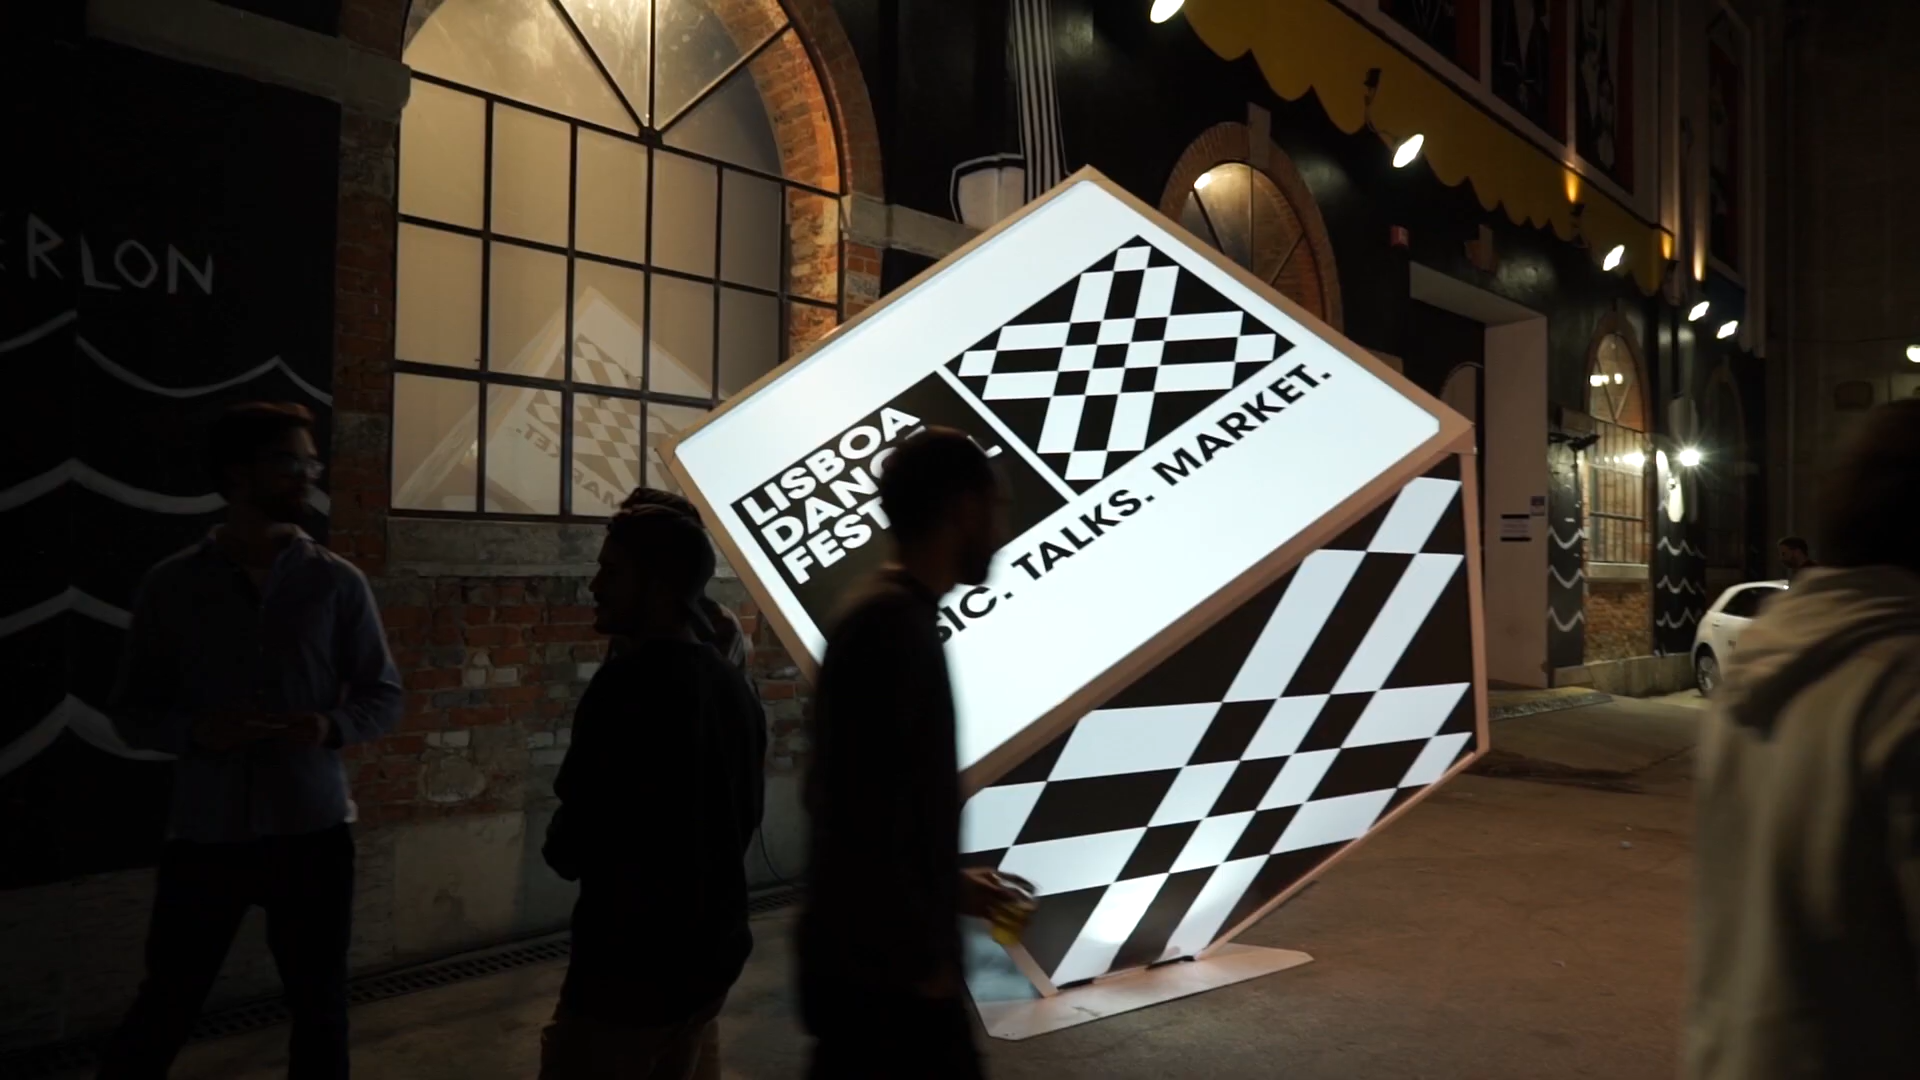 ERLON
LISBOA
DANC
FEST
SIC. TALKS. MARKET.